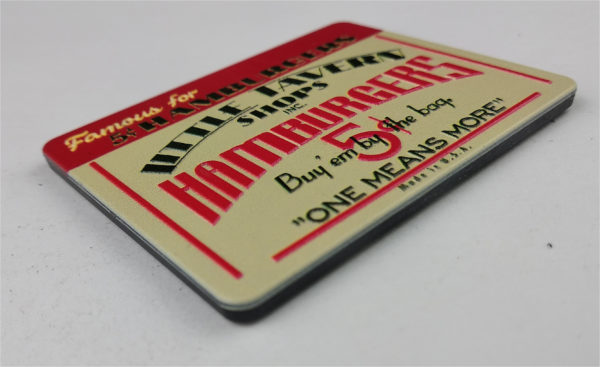 Famous for
5¢ HAMBURGERS
LITTLE TAVERN
SHOPS
INC.
HAMBURGERS
5¢
Buy 'em by the bag
"ONE MEANS MORE"
Made in U.S.A.